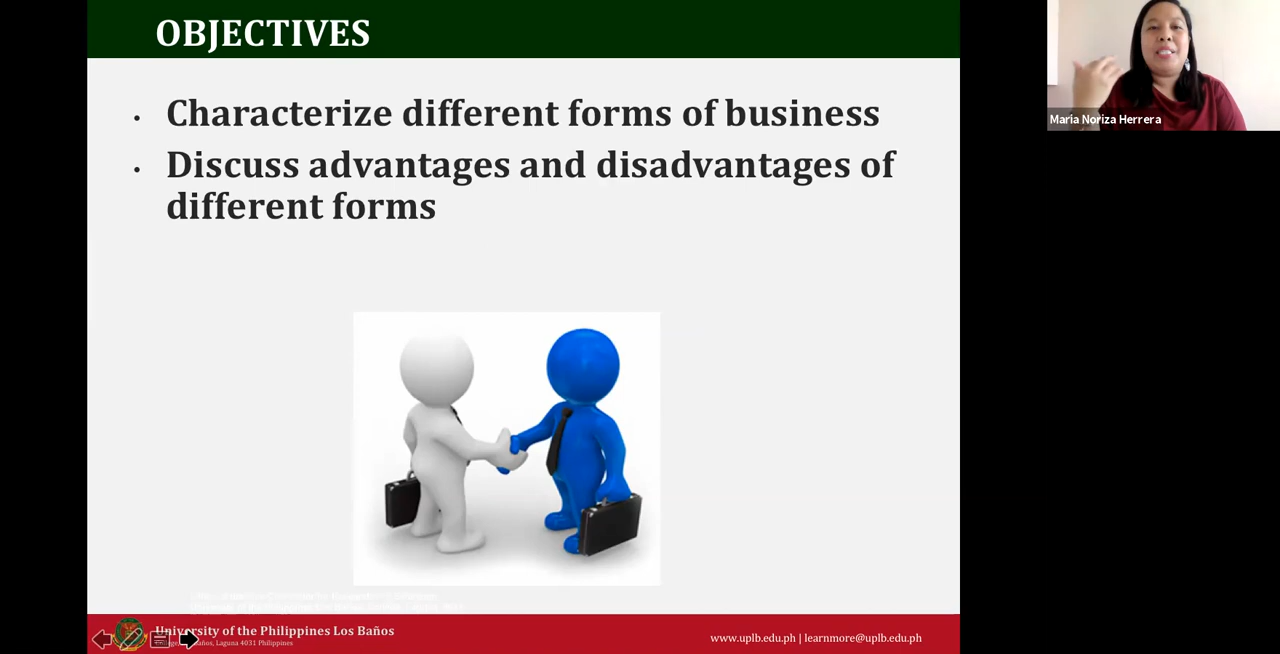 OBJECTIVES
Maria Noriza Herrera
• Characterize different forms of business
• Discuss advantages and disadvantages of
different forms
University of the Philippines Los Baños
Laguna 4031 Philippines
www.uplb.edu.ph | learnmore@uplb.edu.ph